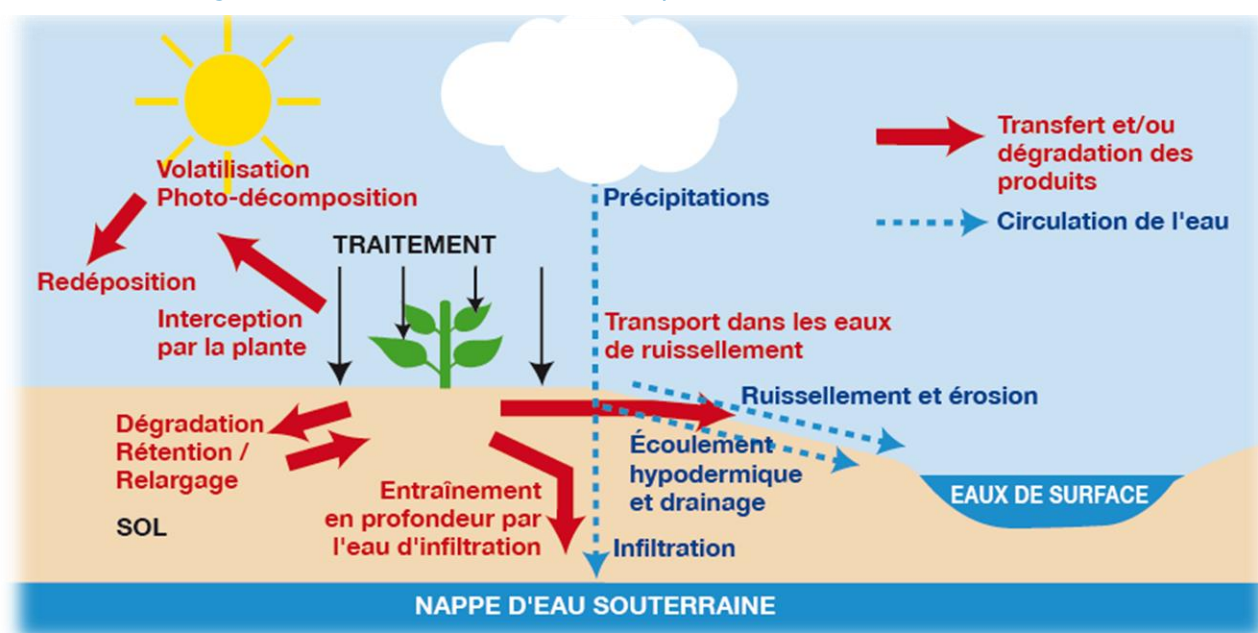 Volatilisation
Photo-décomposition
Redéposition
TRAITEMENT
Interception
par la plante
Précipitations
Transfert et/ou
dégradation des
produits
Circulation de l'eau
Transport dans les eaux
de ruissellement
Ruissellement et érosion
Dégradation
Rétention /
Relargage
SOL
Entraînement
en profondeur par
l'eau d'infiltration
Écoulement
hypodermique
et drainage
Infiltration
EAUX DE SURFACE
NAPPE D'EAU SOUTERRAINE